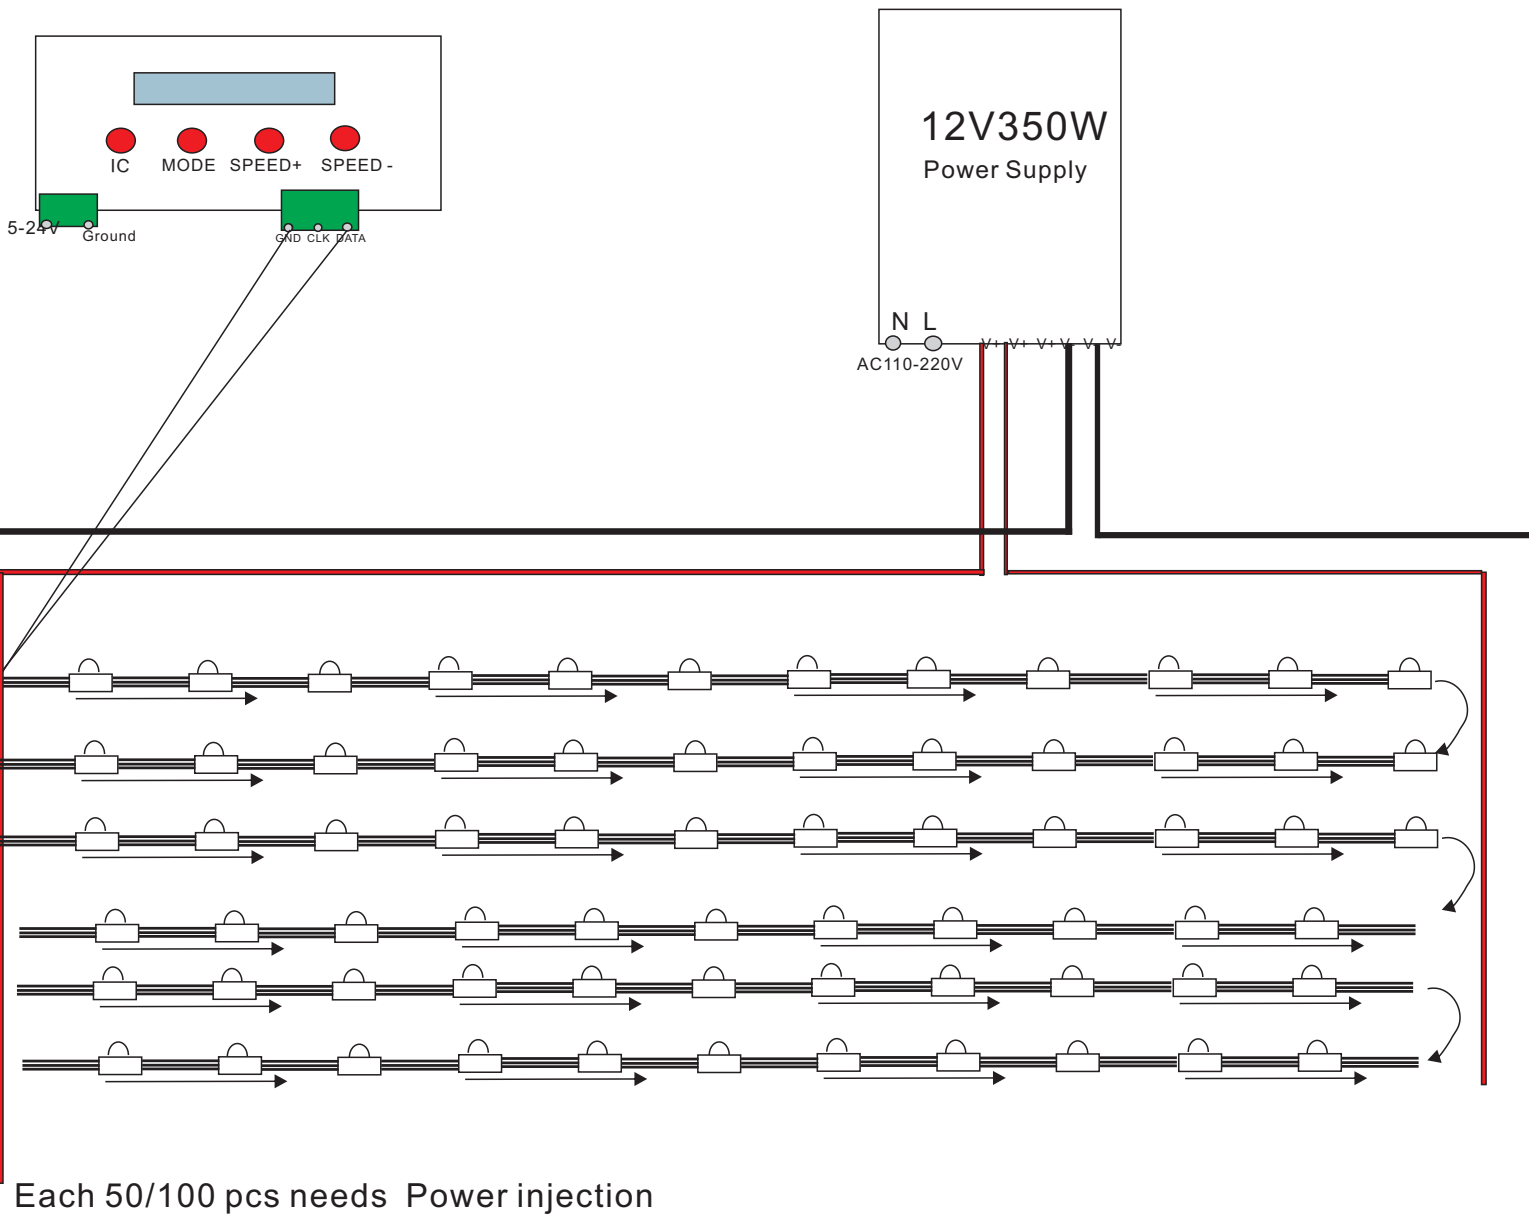 IC MODE SPEED+ SPEED -
5-24V Ground
GND CLK DATA
12V350W
Power Supply
N L
AC110-220V
V+ V+ V+ V- V- V-
Each 50/100 pcs needs Power injection